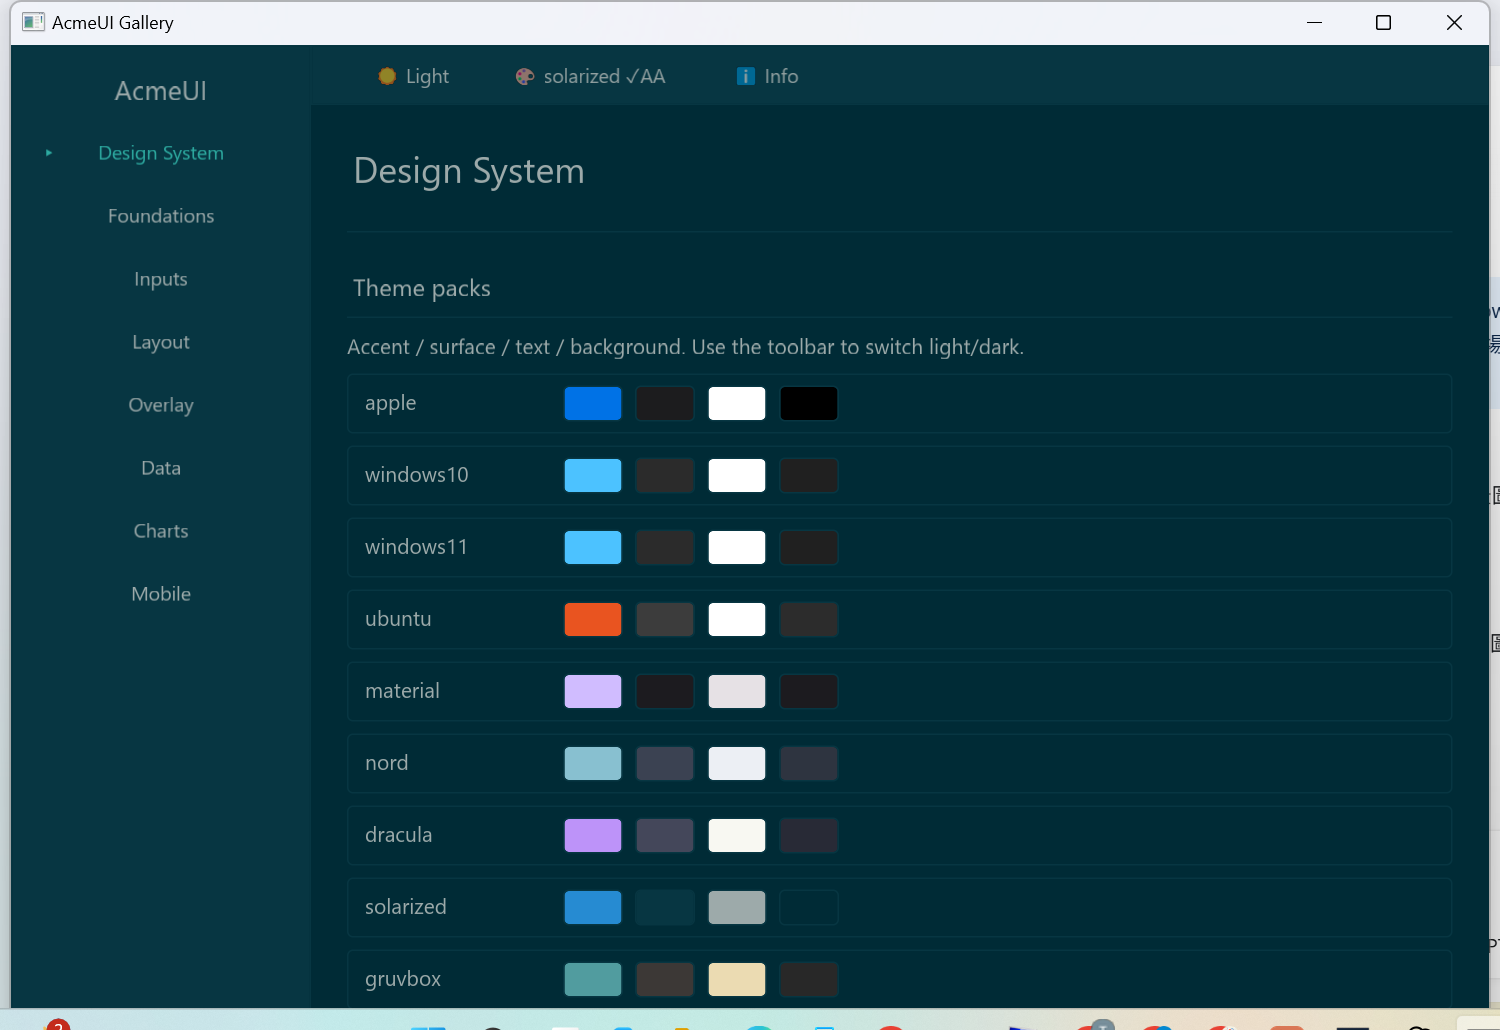 AcmeUI Gallery
AcmeUI
Design System
Foundations
Inputs
Layout
Overlay
Data
Charts
Mobile
Light
solarized ✓AA
Info
Design System
Theme packs
Accent / surface / text / background. Use the toolbar to switch light/dark.
apple
windows10
windows11
ubuntu
material
nord
dracula
solarized
gruvbox